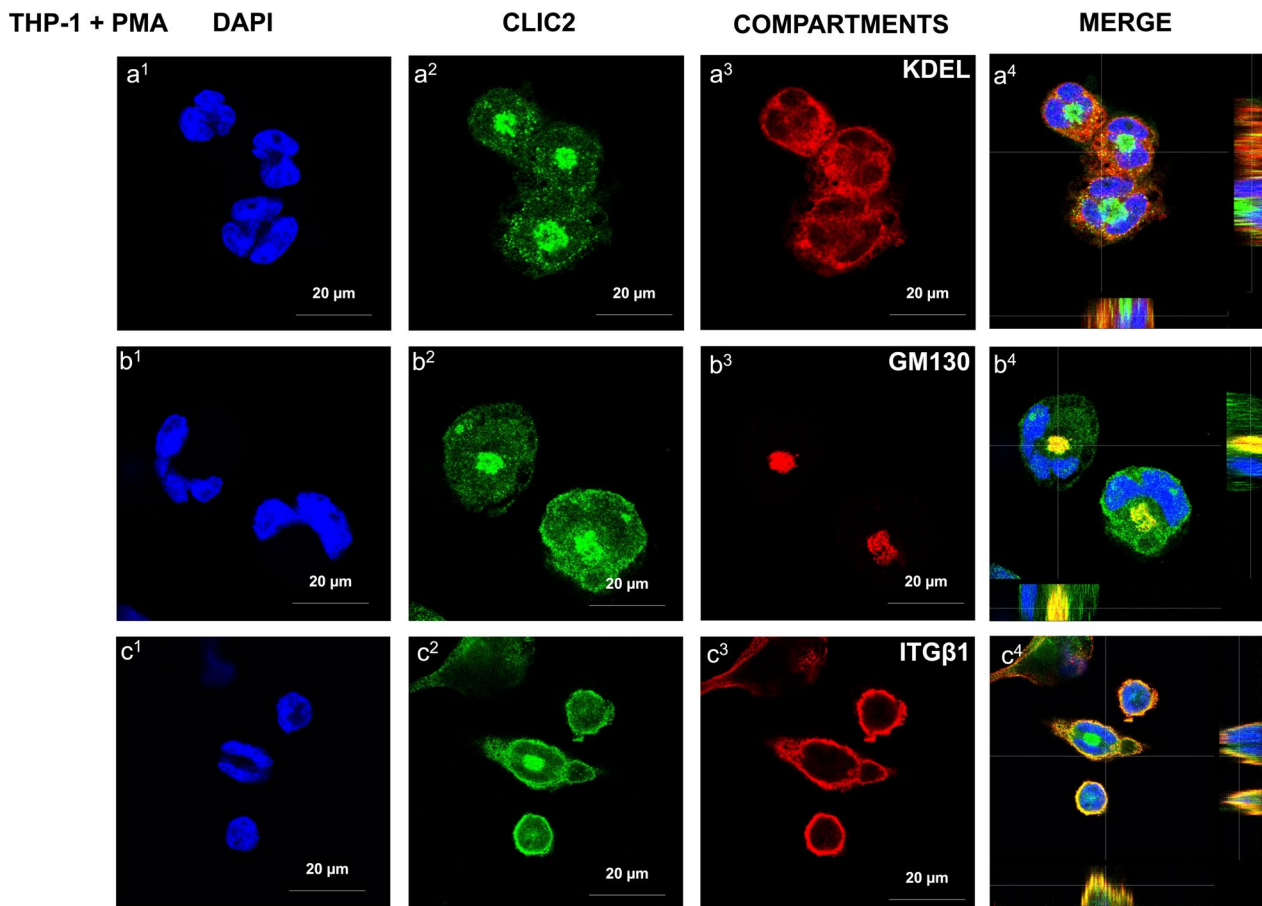 THP-1 + PMA DAPI CLIC2 COMPARTMENTS MERGE
a1 a2 a3 KDEL a4
20 µm 20 µm 20 µm
b1 b2 b3 GM130 b4
20 µm 20 µm 20 µm
c1 c2 c3 ITGβ1 c4
20 µm 20 µm 20 µm